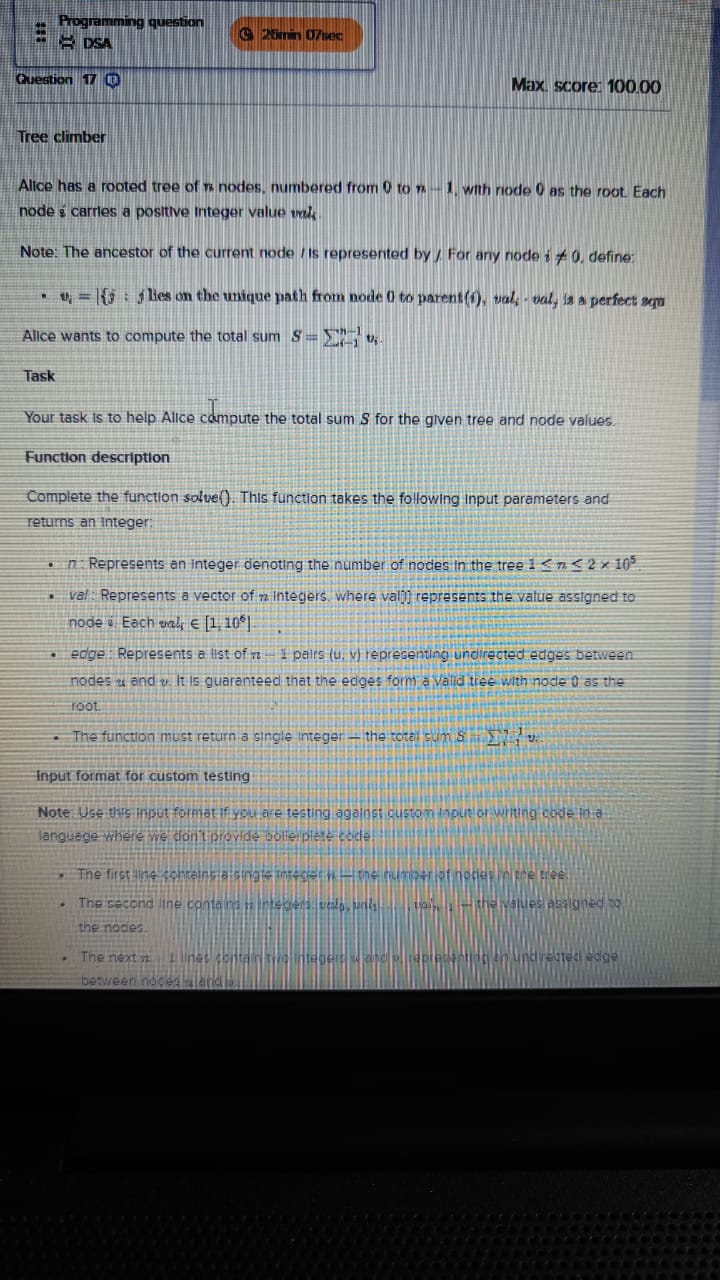 Programming question
DSA
26min 07sec
Question 17
Max. score: 100.00
Tree climber
Alice has a rooted tree of n nodes, numbered from 0 to n − 1, with node 0 as the root. Each
node i carries a positive integer value val_i.
Note: The ancestor of the current node i is represented by j. For any node i ≠ 0, define:
• v_i = |{j : j lies on the unique path from node 0 to parent(i), val_i · val_j is a perfect squ
Alice wants to compute the total sum S = ∑_{i=1}^{n−1} v_i.
Task
Your task is to help Alice compute the total sum S for the given tree and node values.
Function description
Complete the function solve(). This function takes the following input parameters and
returns an integer:
• n : Represents an integer denoting the number of nodes in the tree 1 ≤ n ≤ 2 × 10^5
• val : Represents a vector of n integers, where val[i] represents the value assigned to
node i. Each val_i ∈ [1, 10^6]
• edge : Represents a list of n − 1 pairs (u, v) representing undirected edges between
nodes u and v. It is guaranteed that the edges form a valid tree with node 0 as the
root.
• The function must return a single integer — the total sum S = ∑_{i=1}^{n−1} v_i.
Input format for custom testing
Note: Use this input format if you are testing against custom input or writing code in a
language where we don't provide boilerplate code
• The first line contains a single integer n — the number of nodes in the tree.
• The second line contains n integers: val_0, val_1, . . . , val_{n−1} — the values assigned to
the nodes.
• The next n − 1 lines contain two integers u and v, representing an undirected edge
between nodes u and v.